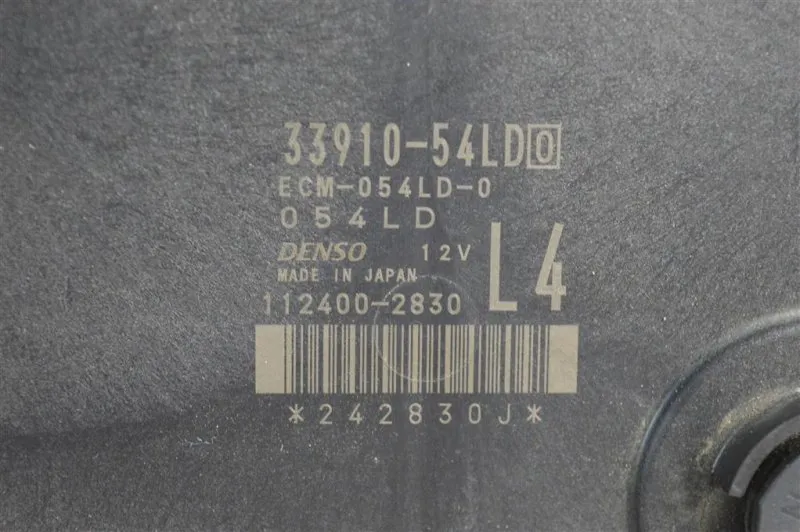 33910-54LD0
ECM-054LD-0
054LD
DENSO 12V
MADE IN JAPAN
L4
112400-2830
*242830J*